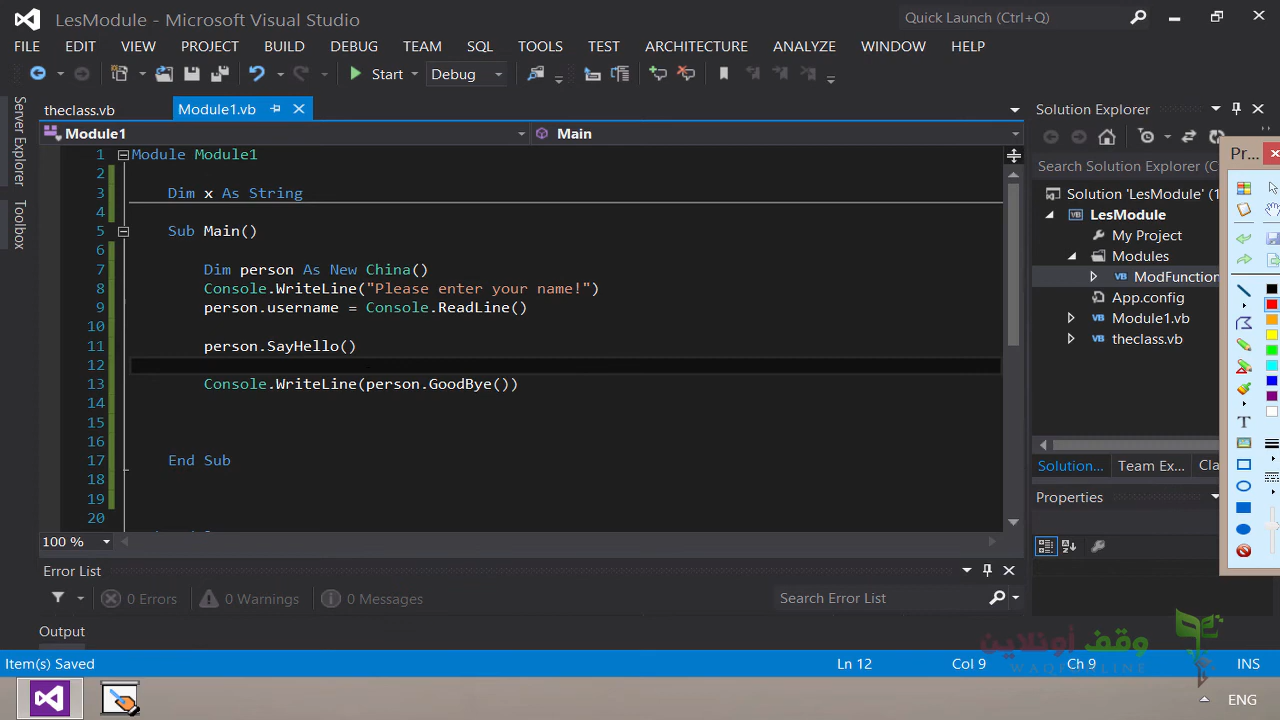 LesModule - Microsoft Visual Studio
Quick Launch (Ctrl+Q)
FILE EDIT VIEW PROJECT BUILD DEBUG TEAM SQL TOOLS TEST ARCHITECTURE ANALYZE WINDOW HELP
Start Debug
Server Explorer
Toolbox
theclass.vb Module1.vb
Module1 Main
1 Module Module1
2
3 Dim x As String
4
5 Sub Main()
6
7 Dim person As New China()
8 Console.WriteLine("Please enter your name!")
9 person.username = Console.ReadLine()
10
11 person.SayHello()
12
13 Console.WriteLine(person.GoodBye())
14
15
16
17 End Sub
18
19
20
100 %
Solution Explorer
Search Solution Explorer (C
Solution 'LesModule' (1
LesModule
My Project
Modules
ModFunction
App.config
Module1.vb
theclass.vb
Solution... Team Ex... Cla
Properties
Pr...
T
Error List
0 Errors 0 Warnings 0 Messages
Search Error List
Output
Item(s) Saved Ln 12 Col 9 Ch 9 INS
وقف أونلاين
WAQF ONLINE
ENG